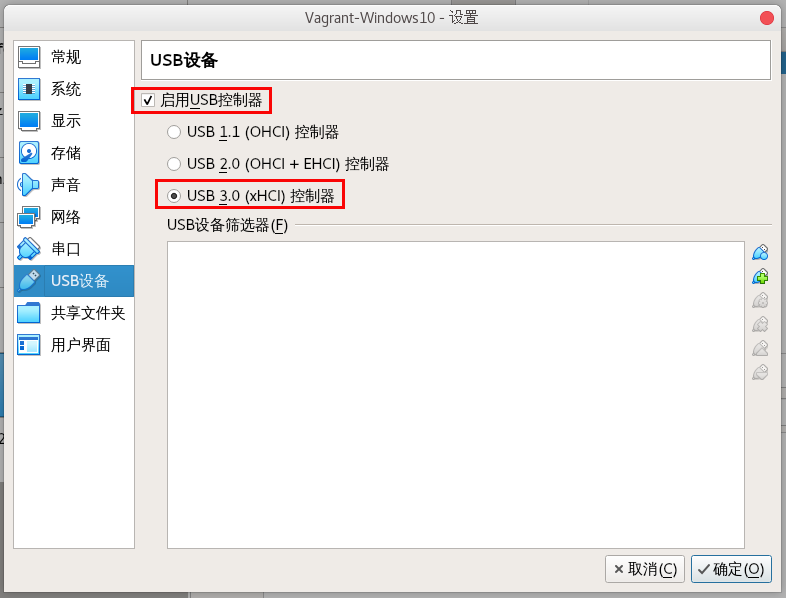 Vagrant-Windows10 - 设置
常规
系统
显示
存储
声音
网络
串口
USB设备
共享文件夹
用户界面
USB设备
启用USB控制器
USB 1.1 (OHCI) 控制器
USB 2.0 (OHCI + EHCI) 控制器
USB 3.0 (xHCI) 控制器
USB设备筛选器(F)
取消(C)
确定(O)